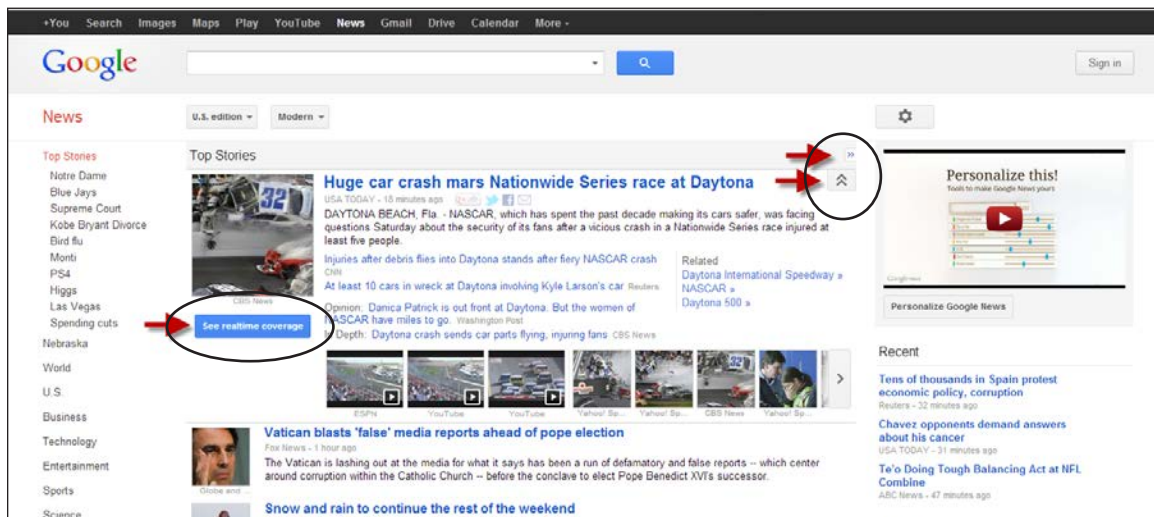 +You Search Images Maps Play YouTube News Gmail Drive Calendar More
Google
Sign in
News
U.S. edition
Modern
Top Stories
Notre Dame
Blue Jays
Supreme Court
Kobe Bryant Divorce
Bird flu
Monti
PS4
Higgs
Las Vegas
Spending cuts
Nebraska
World
U.S.
Business
Technology
Entertainment
Sports
Science
Top Stories
»
Huge car crash mars Nationwide Series race at Daytona
USA TODAY - 18 minutes ago
DAYTONA BEACH, Fla. - NASCAR, which has spent the past decade making its cars safer, was facing
questions Saturday about the security of its fans after a vicious crash in a Nationwide Series race injured at
least five people.
Injuries after debris flies into Daytona stands after fiery NASCAR crash
CNN
At least 10 cars in wreck at Daytona involving Kyle Larson's car Reuters
Opinion: Danica Patrick is out front at Daytona. But the women of
NASCAR have miles to go. Washington Post
In Depth: Daytona crash sends car parts flying, injuring fans CBS News
Related
Daytona International Speedway »
NASCAR »
Daytona 500 »
32
CBS News
See realtime coverage
ESPN YouTube YouTube Yahoo! Sp... Yahoo! Sp... CBS News Yahoo! Sp...
Vatican blasts 'false' media reports ahead of pope election
Fox News - 1 hour ago
The Vatican is lashing out at the media for what it says has been a run of defamatory and false reports -- which center
around corruption within the Catholic Church -- before the conclave to elect Pope Benedict XVI's successor.
Globe and ...
Snow and rain to continue the rest of the weekend
Personalize this!
Tools to make Google News yours
Google news
Personalize Google News
Recent
Tens of thousands in Spain protest
economic policy, corruption
Reuters - 32 minutes ago
Chavez opponents demand answers
about his cancer
USA TODAY - 31 minutes ago
Te'o Doing Tough Balancing Act at NFL
Combine
ABC News - 47 minutes ago